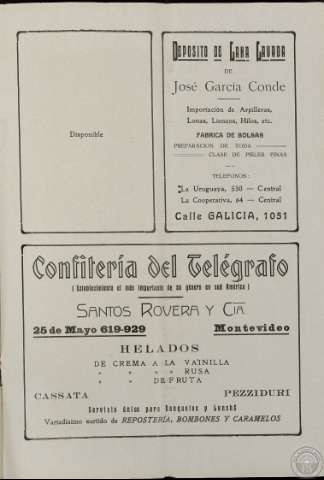 Disponible
DEPOSITO DE LANA LAVADA
DE
José García Conde
Importación de Arpilleras,
Lonas, Lienzos, Hilos, etc.
FABRICA DE BOLSAS
PREPARACION DE TODA
CLASE DE PIELES FINAS
TELEFONOS:
La Uruguaya, 530 — Central
La Cooperativa, 64 — Central
Calle GALICIA, 1051
Confitería del Telégrafo
( Establecimiento el más importante de su género en sud América )
SANTOS ROVERA Y CIA.
25 de Mayo 619-929 Montevideo
HELADOS
DE CREMA A LA VAINILLA
" " " RUSA
" " DE FRUTA
CASSATA PEZZIDURI
Servicio único para Banquetes y Lunchs
Variadísimo surtido de REPOSTERÍA, BOMBONES Y CARAMELOS